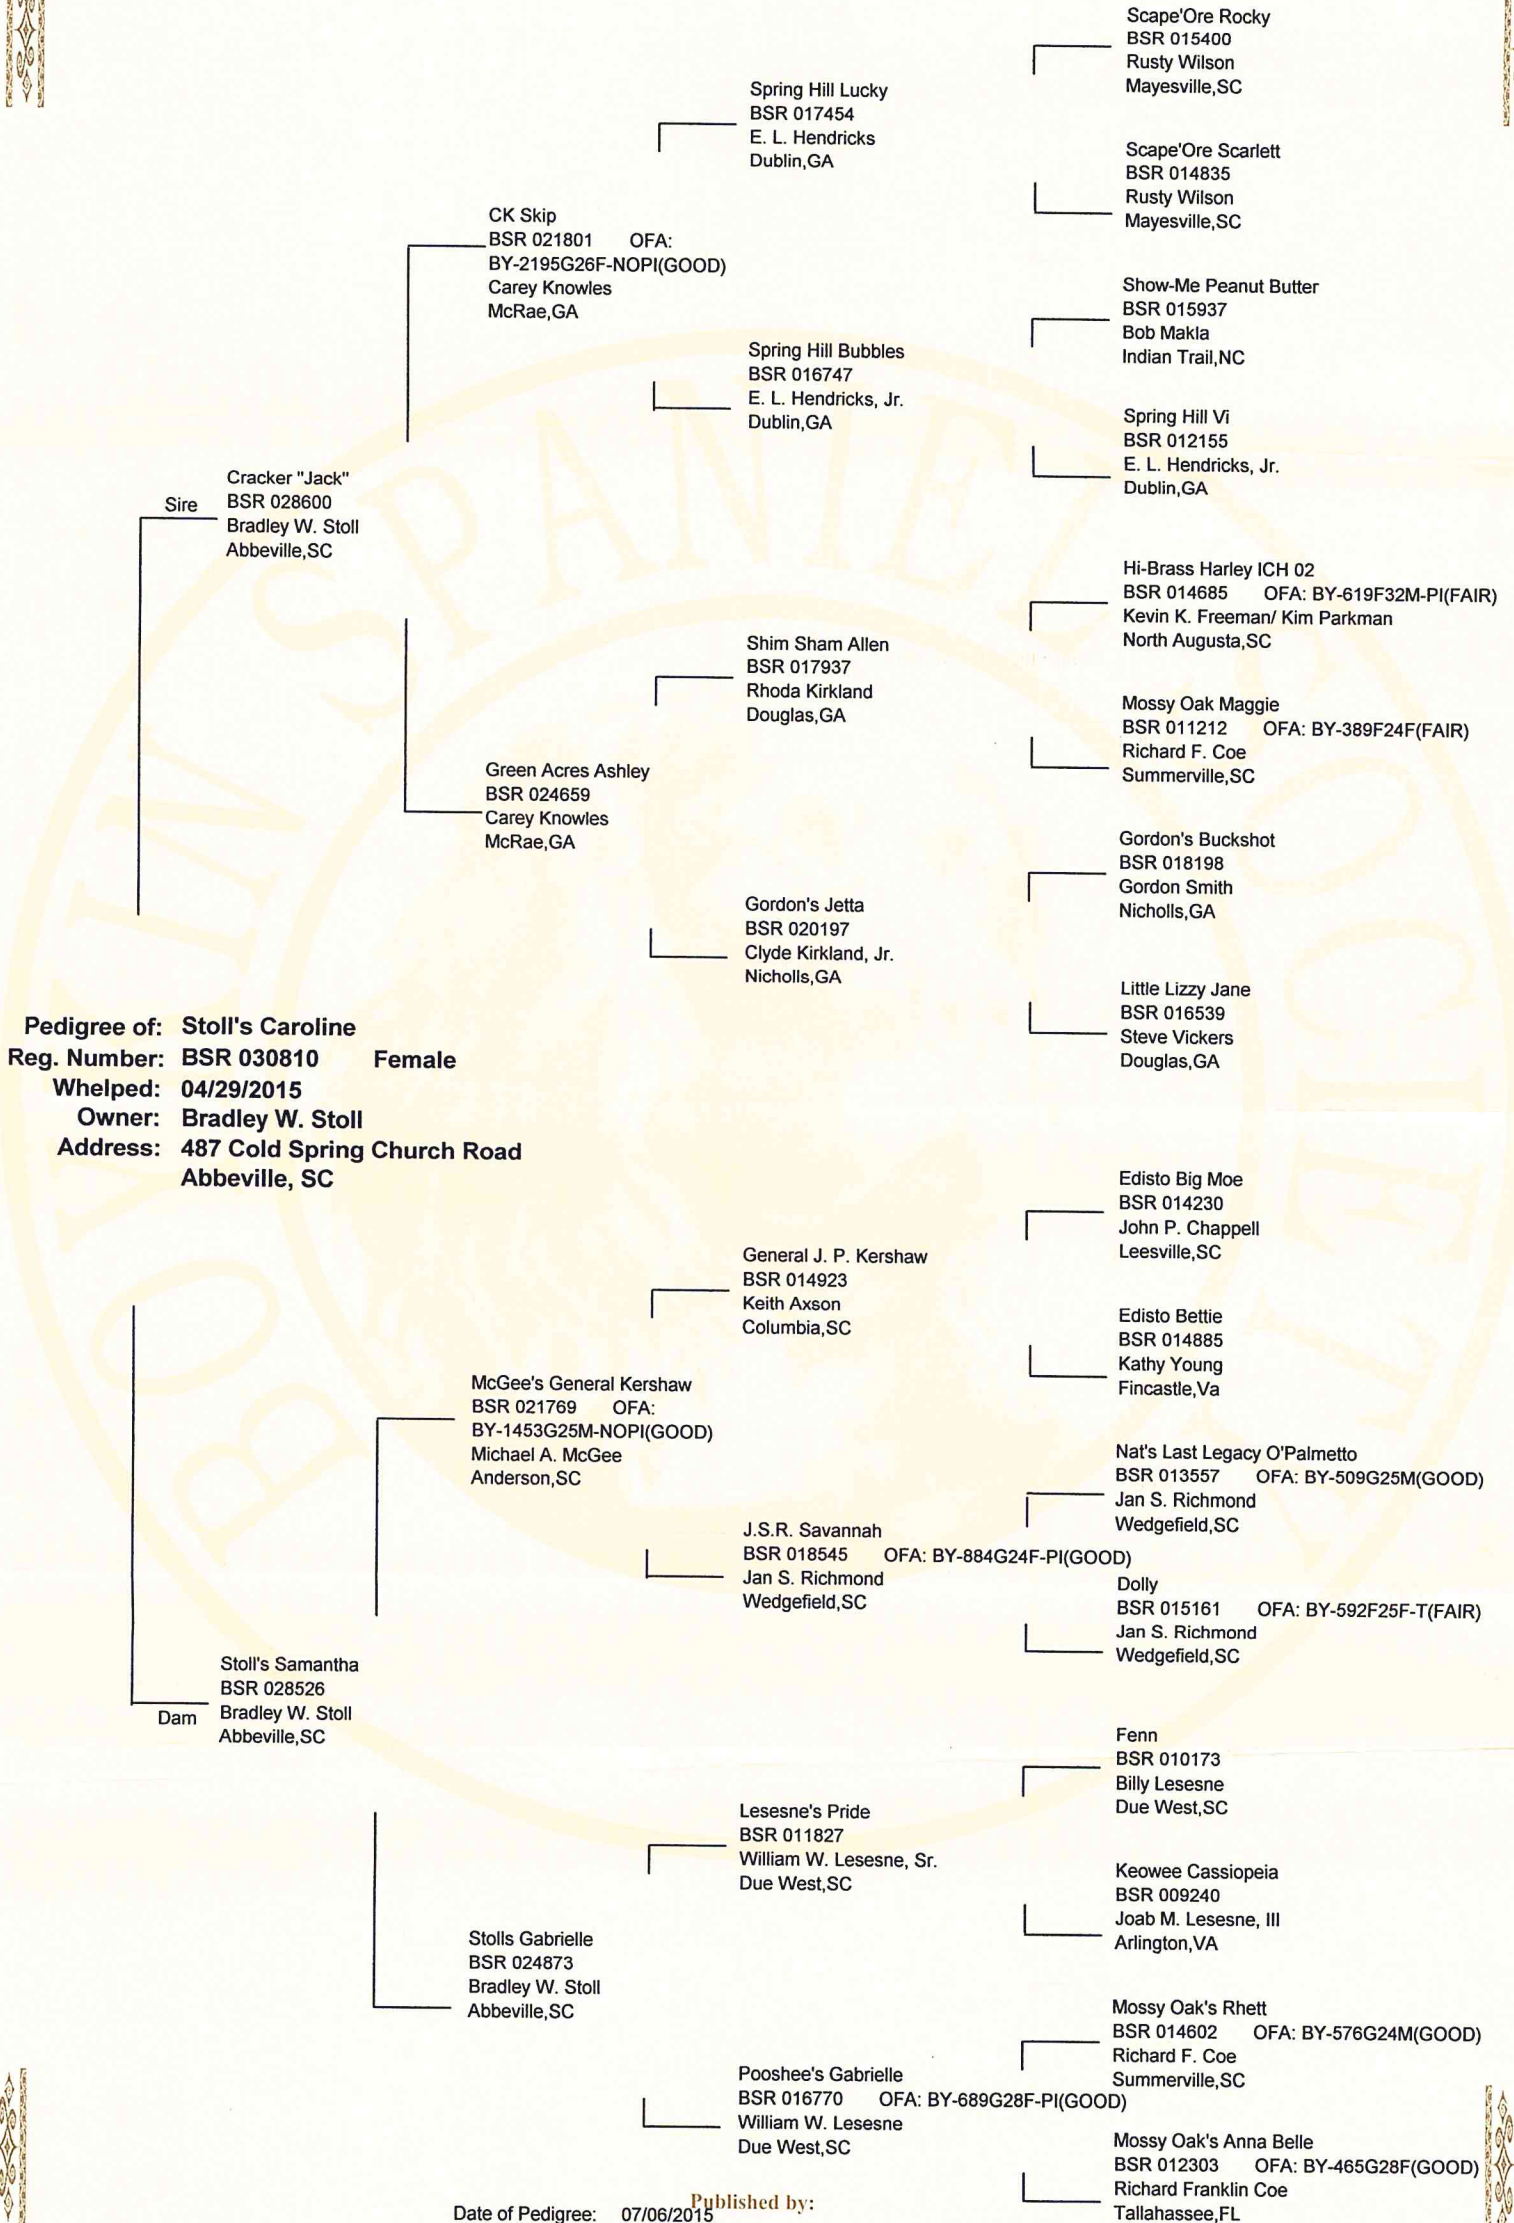 Scape'Ore Rocky
BSR 015400
Rusty Wilson
Mayesville,SC
Spring Hill Lucky
BSR 017454
E. L. Hendricks
Dublin,GA
Scape'Ore Scarlett
BSR 014835
Rusty Wilson
Mayesville,SC
CK Skip
BSR 021801 OFA:
BY-2195G26F-NOPI(GOOD)
Carey Knowles
McRae,GA
Show-Me Peanut Butter
BSR 015937
Bob Makla
Indian Trail,NC
Spring Hill Bubbles
BSR 016747
E. L. Hendricks, Jr.
Dublin,GA
Spring Hill Vi
BSR 012155
E. L. Hendricks, Jr.
Dublin,GA
Sire
Cracker "Jack"
BSR 028600
Bradley W. Stoll
Abbeville,SC
Hi-Brass Harley ICH 02
BSR 014685 OFA: BY-619F32M-PI(FAIR)
Kevin K. Freeman/ Kim Parkman
North Augusta,SC
Shim Sham Allen
BSR 017937
Rhoda Kirkland
Douglas,GA
Mossy Oak Maggie
BSR 011212 OFA: BY-389F24F(FAIR)
Richard F. Coe
Summerville,SC
Green Acres Ashley
BSR 024659
Carey Knowles
McRae,GA
Gordon's Buckshot
BSR 018198
Gordon Smith
Nicholls,GA
Gordon's Jetta
BSR 020197
Clyde Kirkland, Jr.
Nicholls,GA
Little Lizzy Jane
BSR 016539
Steve Vickers
Douglas,GA
Pedigree of: Stoll's Caroline
Reg. Number: BSR 030810 Female
Whelped: 04/29/2015
Owner: Bradley W. Stoll
Address: 487 Cold Spring Church Road
Abbeville, SC
Edisto Big Moe
BSR 014230
John P. Chappell
Leesville,SC
General J. P. Kershaw
BSR 014923
Keith Axson
Columbia,SC
Edisto Bettie
BSR 014885
Kathy Young
Fincastle,Va
McGee's General Kershaw
BSR 021769 OFA:
BY-1453G25M-NOPI(GOOD)
Michael A. McGee
Anderson,SC
Nat's Last Legacy O'Palmetto
BSR 013557 OFA: BY-509G25M(GOOD)
Jan S. Richmond
Wedgefield,SC
J.S.R. Savannah
BSR 018545 OFA: BY-884G24F-PI(GOOD)
Jan S. Richmond
Wedgefield,SC
Dolly
BSR 015161 OFA: BY-592F25F-T(FAIR)
Jan S. Richmond
Wedgefield,SC
Dam
Stoll's Samantha
BSR 028526
Bradley W. Stoll
Abbeville,SC
Fenn
BSR 010173
Billy Lesesne
Due West,SC
Lesesne's Pride
BSR 011827
William W. Lesesne, Sr.
Due West,SC
Keowee Cassiopeia
BSR 009240
Joab M. Lesesne, III
Arlington,VA
Stolls Gabrielle
BSR 024873
Bradley W. Stoll
Abbeville,SC
Mossy Oak's Rhett
BSR 014602 OFA: BY-576G24M(GOOD)
Richard F. Coe
Summerville,SC
Pooshee's Gabrielle
BSR 016770 OFA: BY-689G28F-PI(GOOD)
William W. Lesesne
Due West,SC
Mossy Oak's Anna Belle
BSR 012303 OFA: BY-465G28F(GOOD)
Richard Franklin Coe
Tallahassee,FL
Date of Pedigree: 07/06/2015
Published by:
BOYKIN SPANIEL SOCIETY